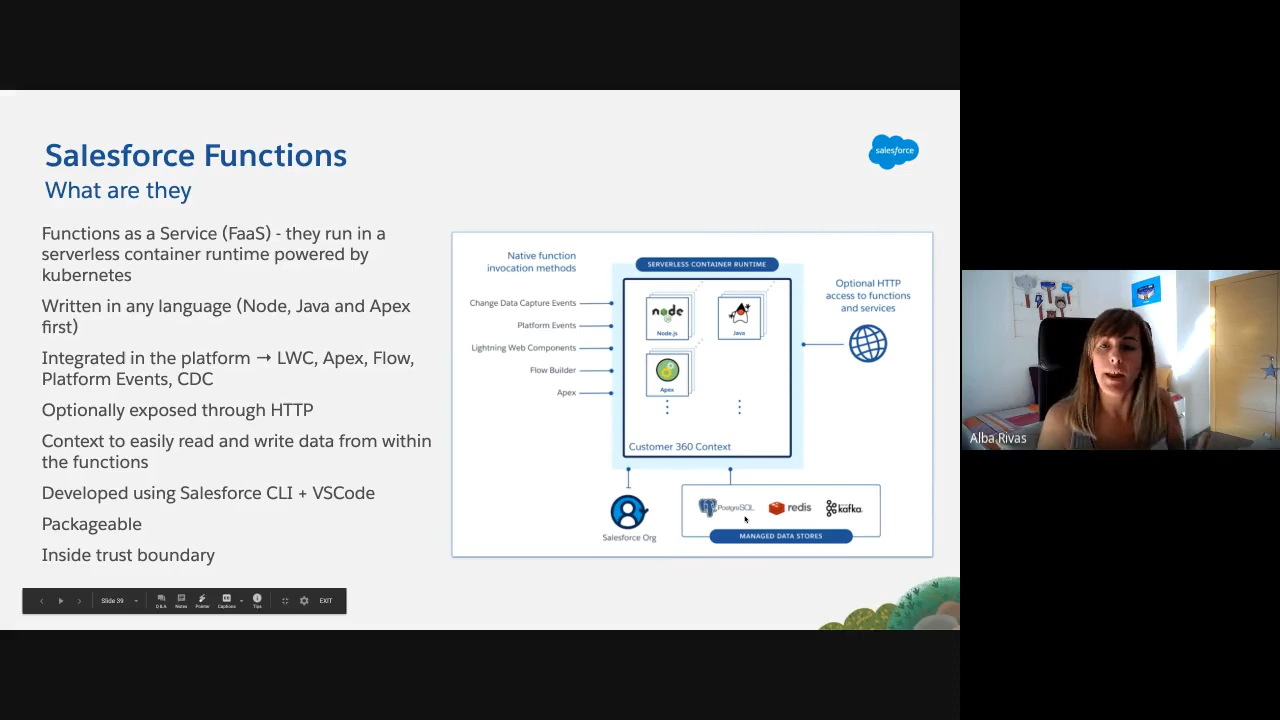 Salesforce Functions
What are they
salesforce
Functions as a Service (FaaS) - they run in a
serverless container runtime powered by
kubernetes
Written in any language (Node, Java and Apex
first)
Integrated in the platform → LWC, Apex, Flow,
Platform Events, CDC
Optionally exposed through HTTP
Context to easily read and write data from within
the functions
Developed using Salesforce CLI + VSCode
Packageable
Inside trust boundary
Native function
invocation methods
Change Data Capture Events
Platform Events
Lightning Web Components
Flow Builder
Apex
SERVERLESS CONTAINER RUNTIME
node
Node.js
Java
Apex
Customer 360 Context
Optional HTTP
access to functions
and services
Salesforce Org
PostgreSQL
redis
kafka
MANAGED DATA STORES
Slide 39
Q&A
Notes
Pointer
Captions
Tips
EXIT
Alba Rivas